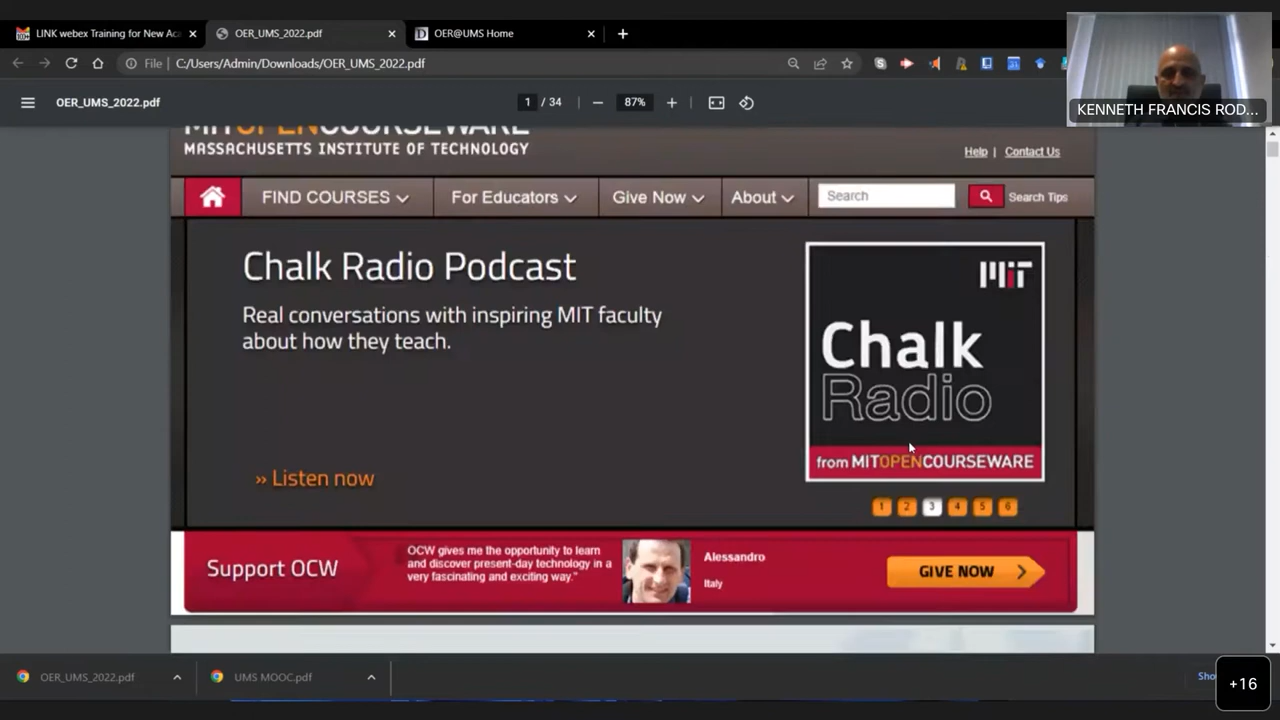 LINK webex Training for New Aca
OER_UMS_2022.pdf
OER@UMS Home
File
C:/Users/Admin/Downloads/OER_UMS_2022.pdf
OER_UMS_2022.pdf
1 / 34
87%
KENNETH FRANCIS ROD...
MITOPENCOURSEWARE
MASSACHUSETTS INSTITUTE OF TECHNOLOGY
Help | Contact Us
FIND COURSES
For Educators
Give Now
About
Search
Search Tips
Chalk Radio Podcast
Real conversations with inspiring MIT faculty
about how they teach.
» Listen now
MIT
Chalk
Radio
from MITOPENCOURSEWARE
1 2 3 4 5 6
Support OCW
OCW gives me the opportunity to learn
and discover present-day technology in a
very fascinating and exciting way."
Alessandro
Italy
GIVE NOW
OER_UMS_2022.pdf
UMS MOOC.pdf
Sho
+16